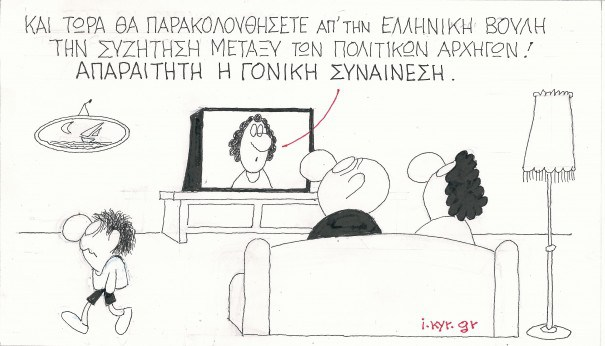 ΚΑΙ ΤΩΡΑ ΘΑ ΠΑΡΑΚΟΛΟΥΘΗΣΕΤΕ ΑΠ' ΤΗΝ ΕΛΛΗΝΙΚΗ ΒΟΥΛΗ
ΤΗΝ ΣΥΖΗΤΗΣΗ ΜΕΤΑΞΥ ΤΩΝ ΠΟΛΙΤΙΚΩΝ ΑΡΧΗΓΩΝ!
ΑΠΑΡΑΙΤΗΤΗ Η ΓΟΝΙΚΗ ΣΥΝΑΙΝΕΣΗ.
i.kyr.gr